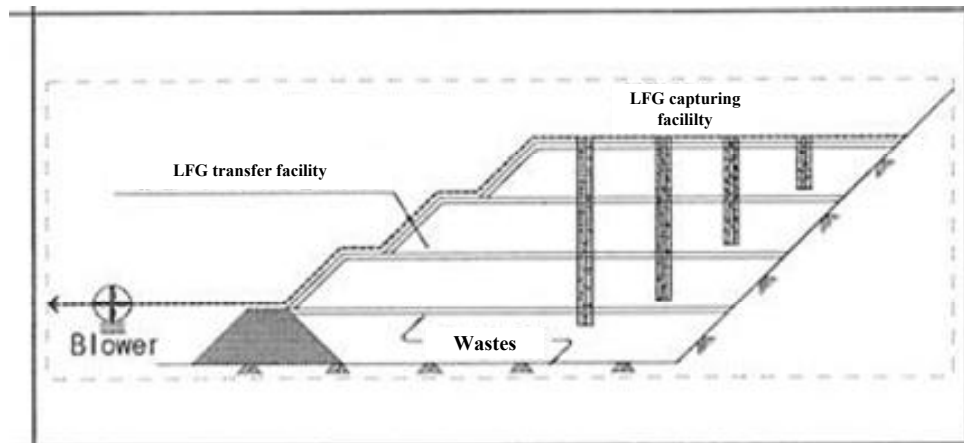 LFG capturing
facililty
LFG transfer facility
Blower
Wastes